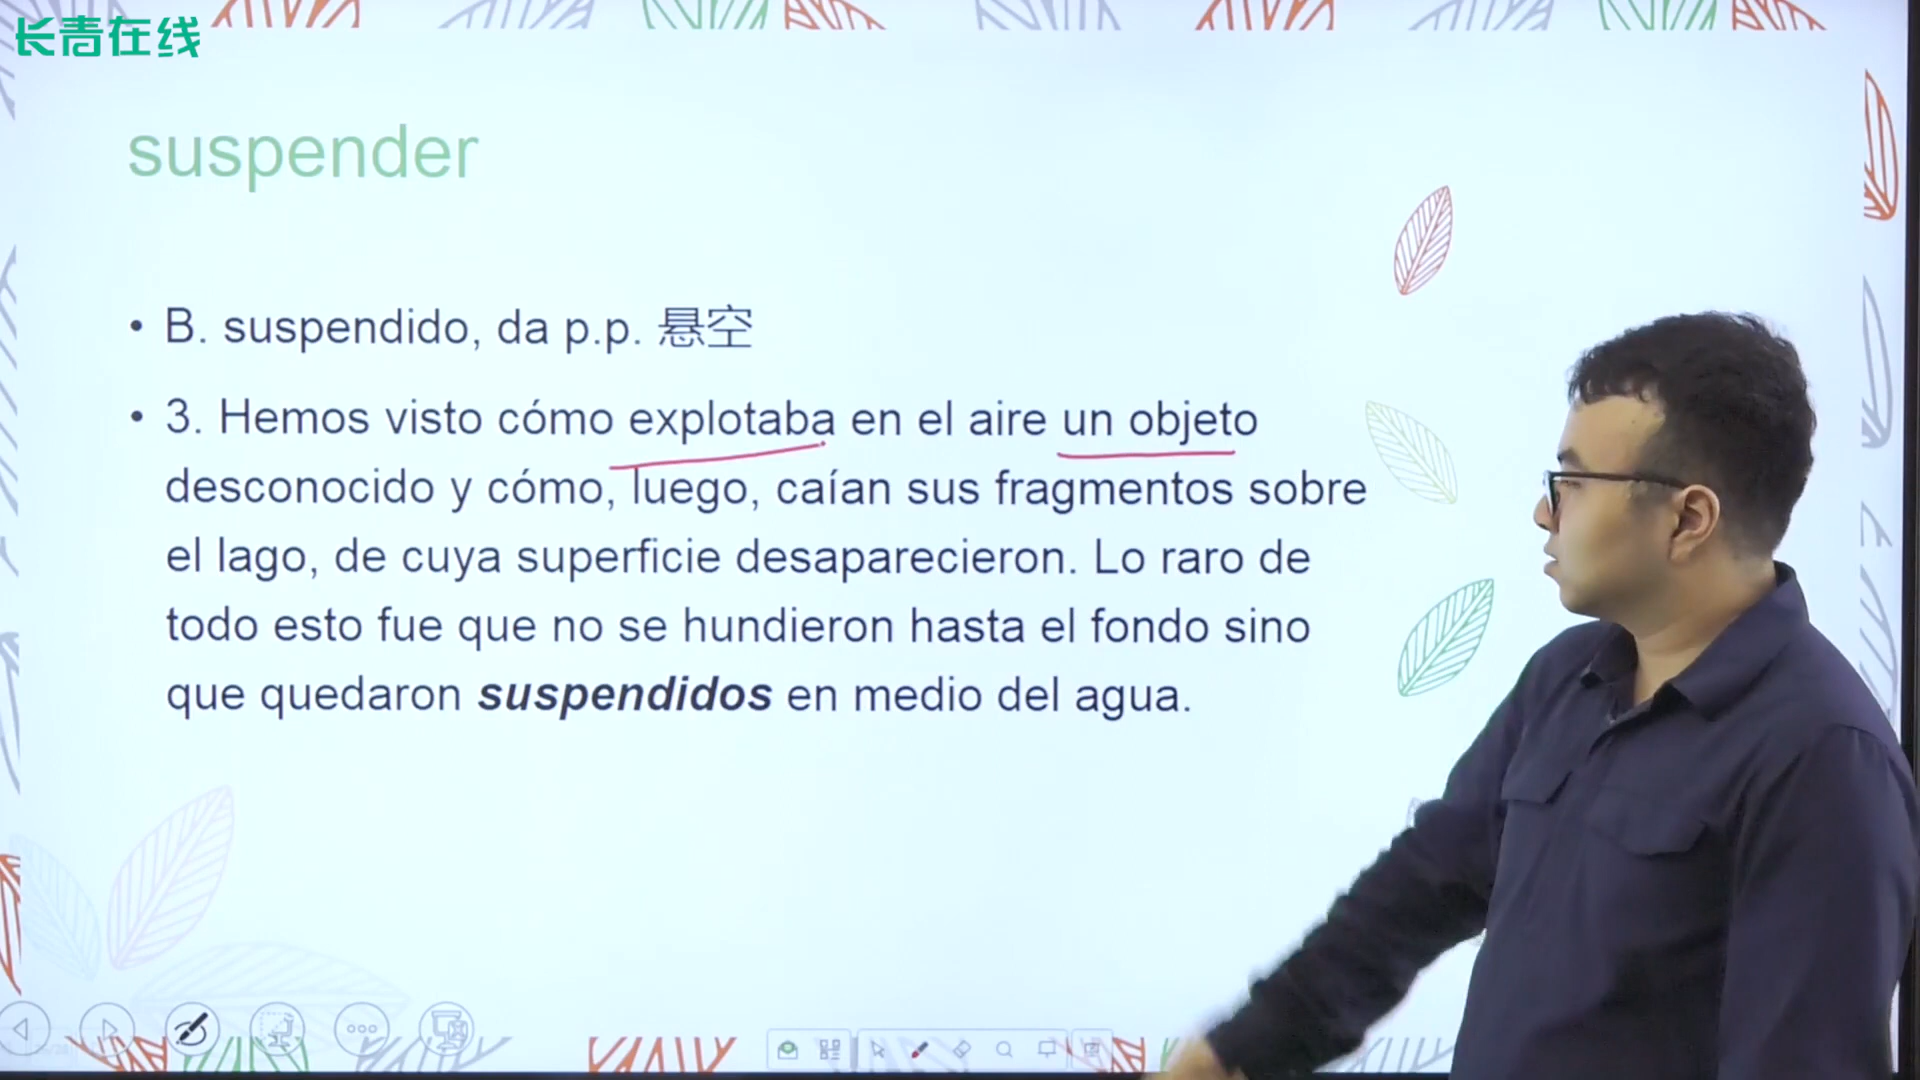 长青在线
suspender
• B. suspendido, da p.p. 悬空
• 3. Hemos visto cómo explotaba en el aire un objeto
desconocido y cómo, luego, caían sus fragmentos sobre
el lago, de cuya superficie desaparecieron. Lo raro de
todo esto fue que no se hundieron hasta el fondo sino
que quedaron suspendidos en medio del agua.